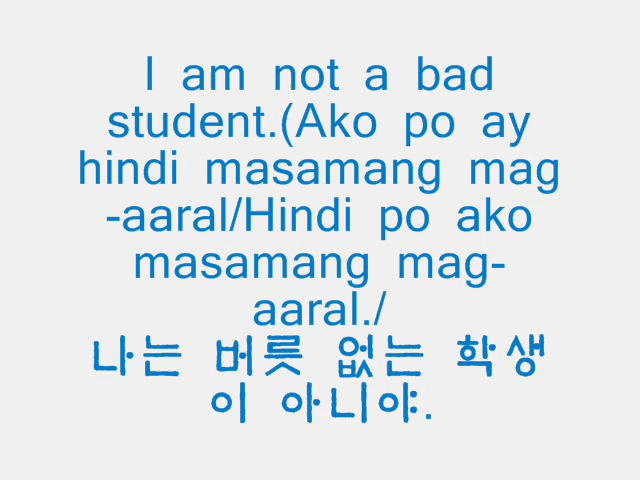 I am not a bad
student.(Ako po ay
hindi masamang mag
-aaral/Hindi po ako
masamang mag-
aaral./
나는 버릇 없는 학생
이 아니야.